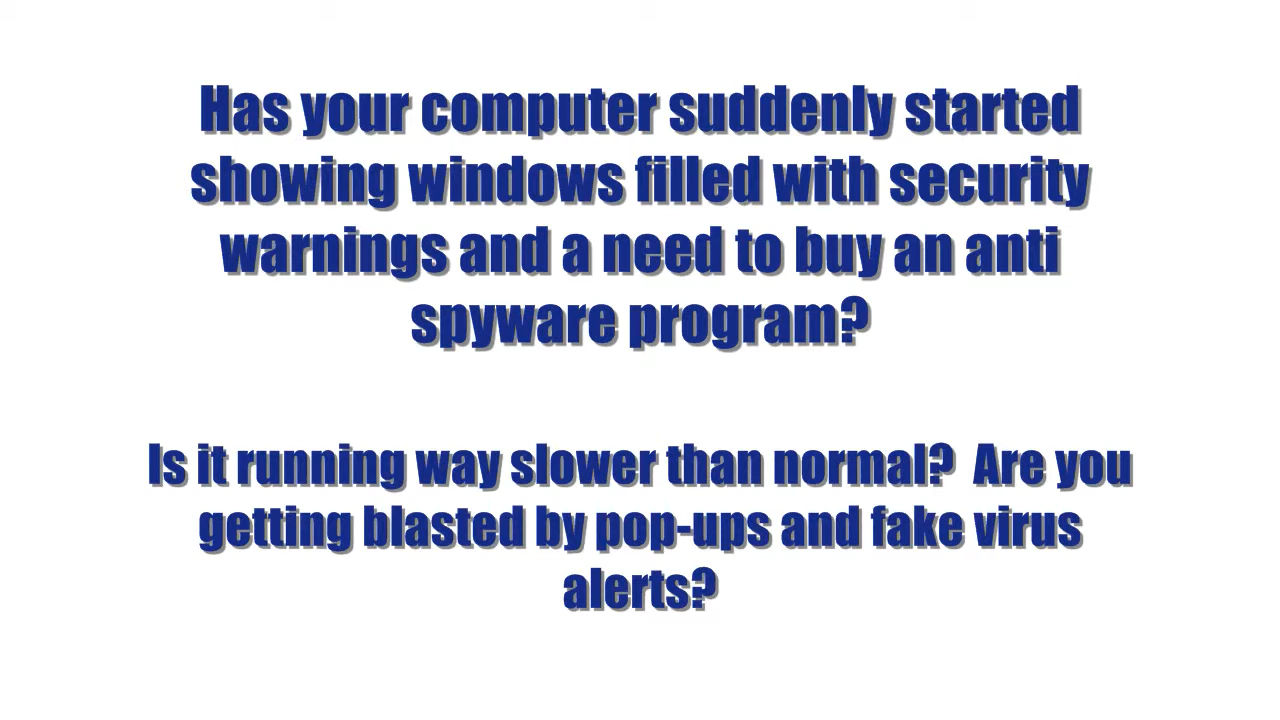 Has your computer suddenly started
showing windows filled with security
warnings and a need to buy an anti
spyware program?
Is it running way slower than normal?  Are you
getting blasted by pop-ups and fake virus
alerts?